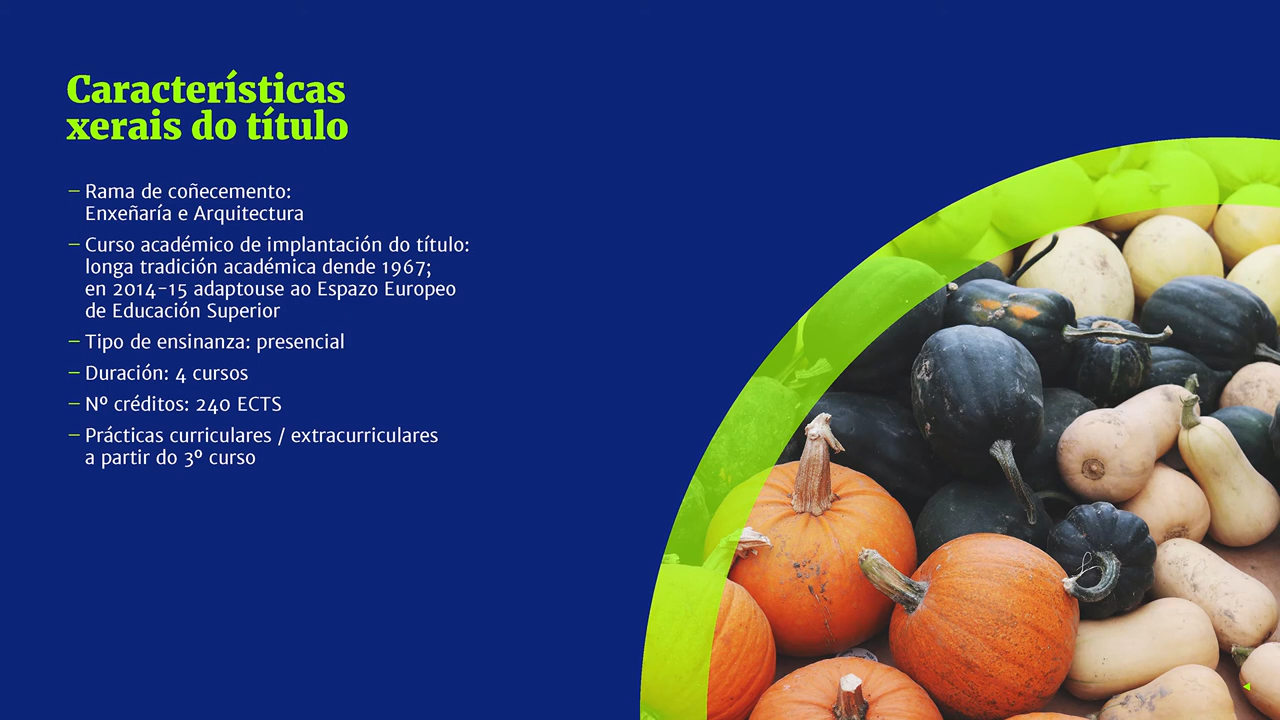 Características
xerais do título
– Rama de coñecemento:
Enxeñaría e Arquitectura
– Curso académico de implantación do título:
longa tradición académica dende 1967;
en 2014-15 adaptouse ao Espazo Europeo
de Educación Superior
– Tipo de ensinanza: presencial
– Duración: 4 cursos
– Nº créditos: 240 ECTS
– Prácticas curriculares / extracurriculares
a partir do 3º curso